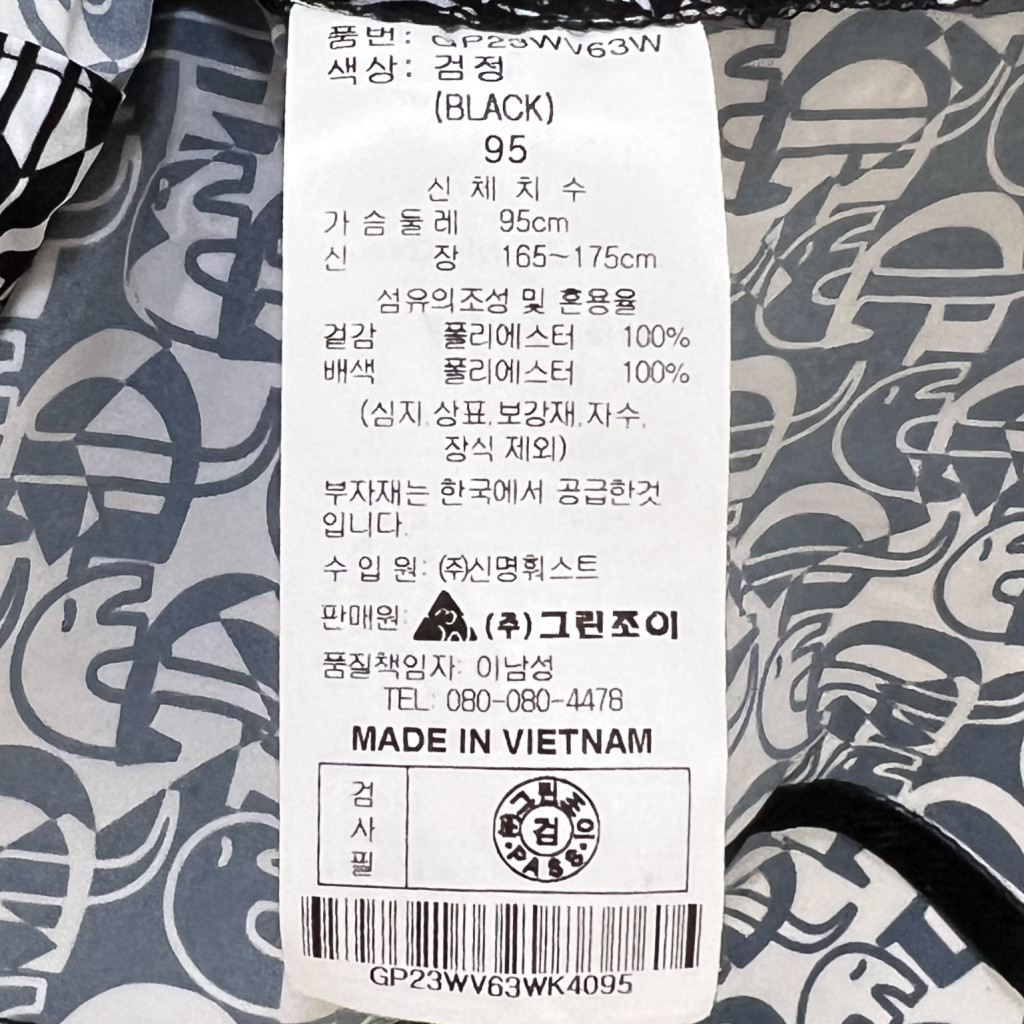 품번: GP23WV63W
색상: 검정
(BLACK)
95
신 체 치 수
가 슴 둘 레 95cm
신 장 165~175cm
섬유의조성 및 혼용율
겉감 폴리에스터 100%
배색 폴리에스터 100%
(심지,상표,보강재,자수,
장식 제외)
부자재는 한국에서 공급한것
입니다.
수 입 원: (주)신명훠스트
판매원: (주)그린조이
품질책임자: 이남성
TEL: 080-080-4478
MADE IN VIETNAM
검
사
필
그린조이
검
PASS
GP23WV63WK4095